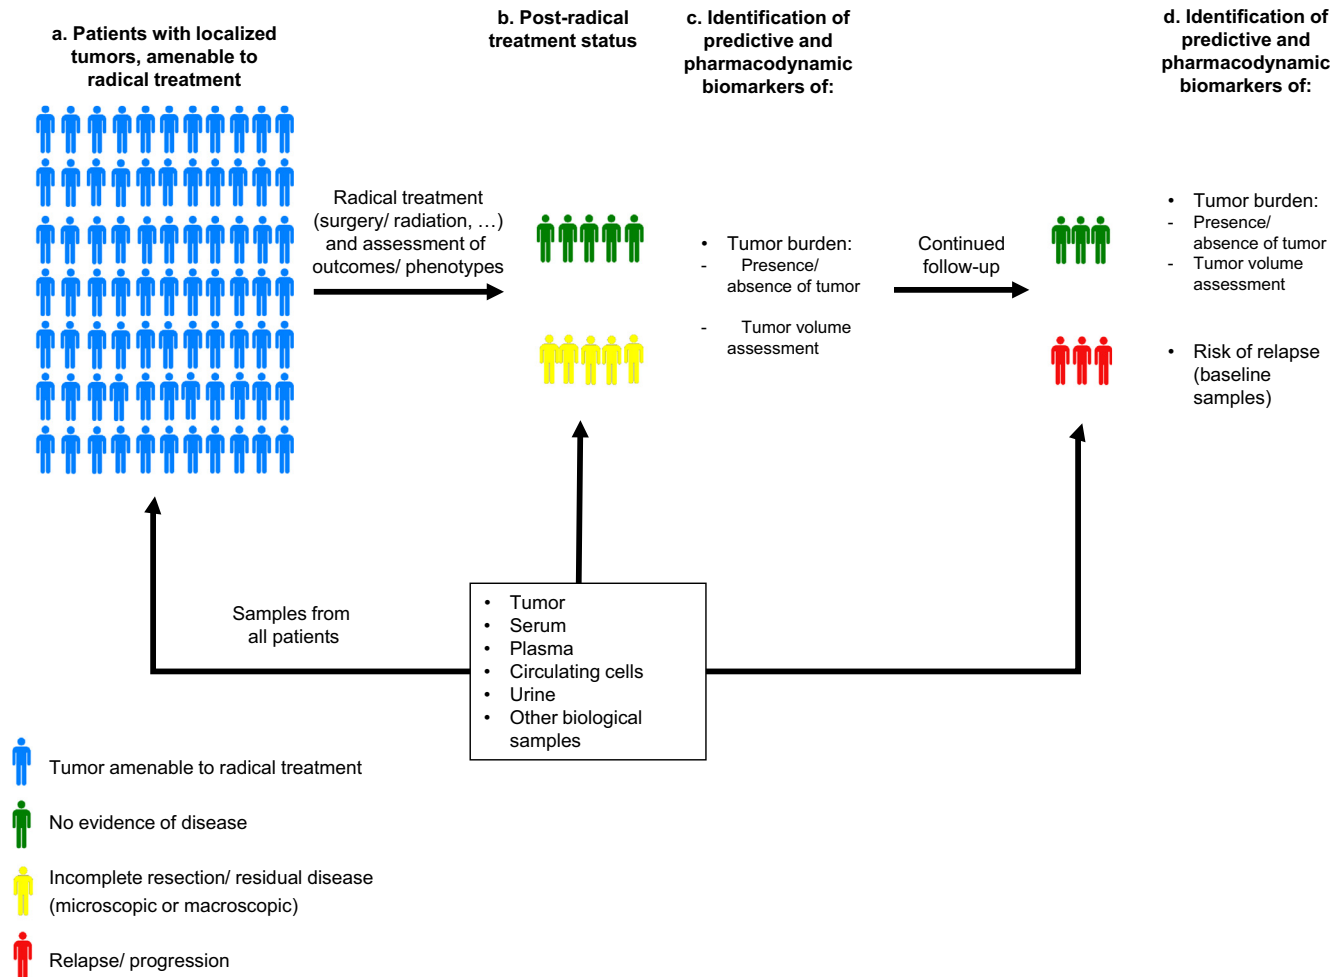 a. Patients with localized
tumors, amenable to
radical treatment
b. Post-radical
treatment status
c. Identification of
predictive and
pharmacodynamic
biomarkers of:
d. Identification of
predictive and
pharmacodynamic
biomarkers of:
Radical treatment
(surgery/ radiation, …)
and assessment of
outcomes/ phenotypes
• Tumor burden:
- Presence/
absence of tumor
- Tumor volume
assessment
Continued
follow-up
• Tumor burden:
- Presence/
absence of tumor
- Tumor volume
assessment
• Risk of relapse
(baseline
samples)
Samples from
all patients
• Tumor
• Serum
• Plasma
• Circulating cells
• Urine
• Other biological
samples
Tumor amenable to radical treatment
No evidence of disease
Incomplete resection/ residual disease
(microscopic or macroscopic)
Relapse/ progression